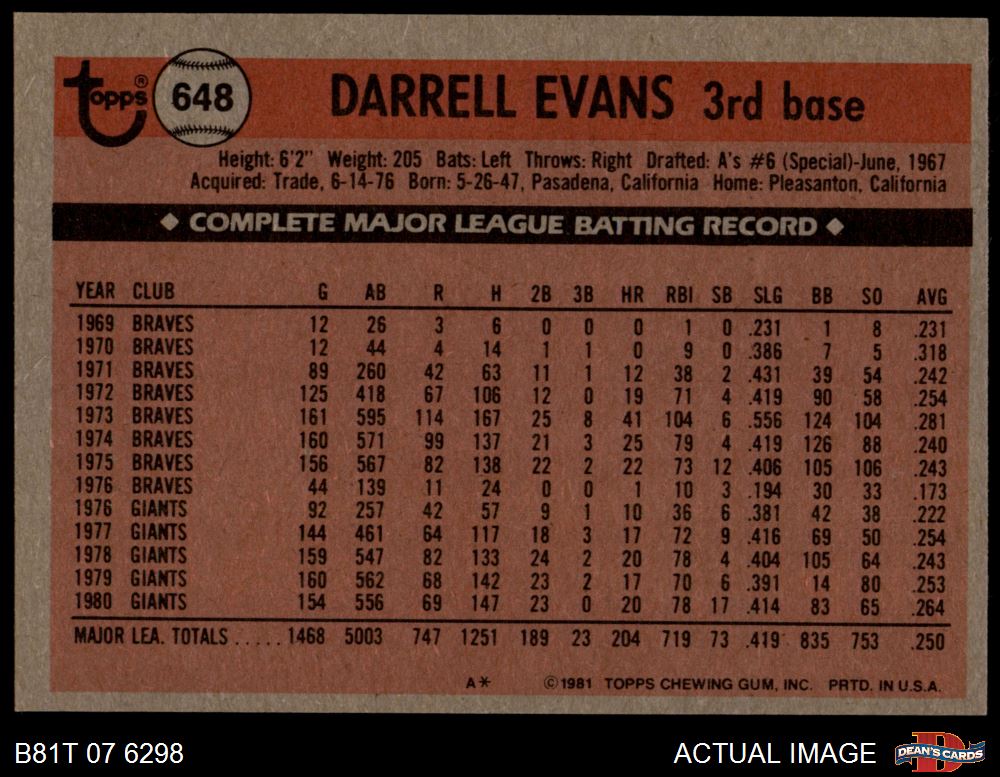 Topps® 648 DARRELL EVANS 3rd base
Height: 6'2" Weight: 205 Bats: Left Throws: Right Drafted: A's #6 (Special)-June, 1967
Acquired: Trade, 6-14-76 Born: 5-26-47, Pasadena, California Home: Pleasanton, California
◆ COMPLETE MAJOR LEAGUE BATTING RECORD ◆
YEAR CLUB G AB R H 2B 3B HR RBI SB SLG BB SO AVG
1969 BRAVES 12 26 3 6 0 0 0 1 0 .231 1 8 .231
1970 BRAVES 12 44 4 14 1 1 0 9 0 .386 7 5 .318
1971 BRAVES 89 260 42 63 11 1 12 38 2 .431 39 54 .242
1972 BRAVES 125 418 67 106 12 0 19 71 4 .419 90 58 .254
1973 BRAVES 161 595 114 167 25 8 41 104 6 .556 124 104 .281
1974 BRAVES 160 571 99 137 21 3 25 79 4 .419 126 88 .240
1975 BRAVES 156 567 82 138 22 2 22 73 12 .406 105 106 .243
1976 BRAVES 44 139 11 24 0 0 1 10 3 .194 30 33 .173
1976 GIANTS 92 257 42 57 9 1 10 36 6 .381 42 38 .222
1977 GIANTS 144 461 64 117 18 3 17 72 9 .416 69 50 .254
1978 GIANTS 159 547 82 133 24 2 20 78 4 .404 105 64 .243
1979 GIANTS 160 562 68 142 23 2 17 70 6 .391 14 80 .253
1980 GIANTS 154 556 69 147 23 0 20 78 17 .414 83 65 .264
MAJOR LEA. TOTALS ..... 1468 5003 747 1251 189 23 204 719 73 .419 835 753 .250
A* ©1981 TOPPS CHEWING GUM, INC. PRTD. IN U.S.A.
B81T 07 6298 ACTUAL IMAGE DEAN'S CARDS